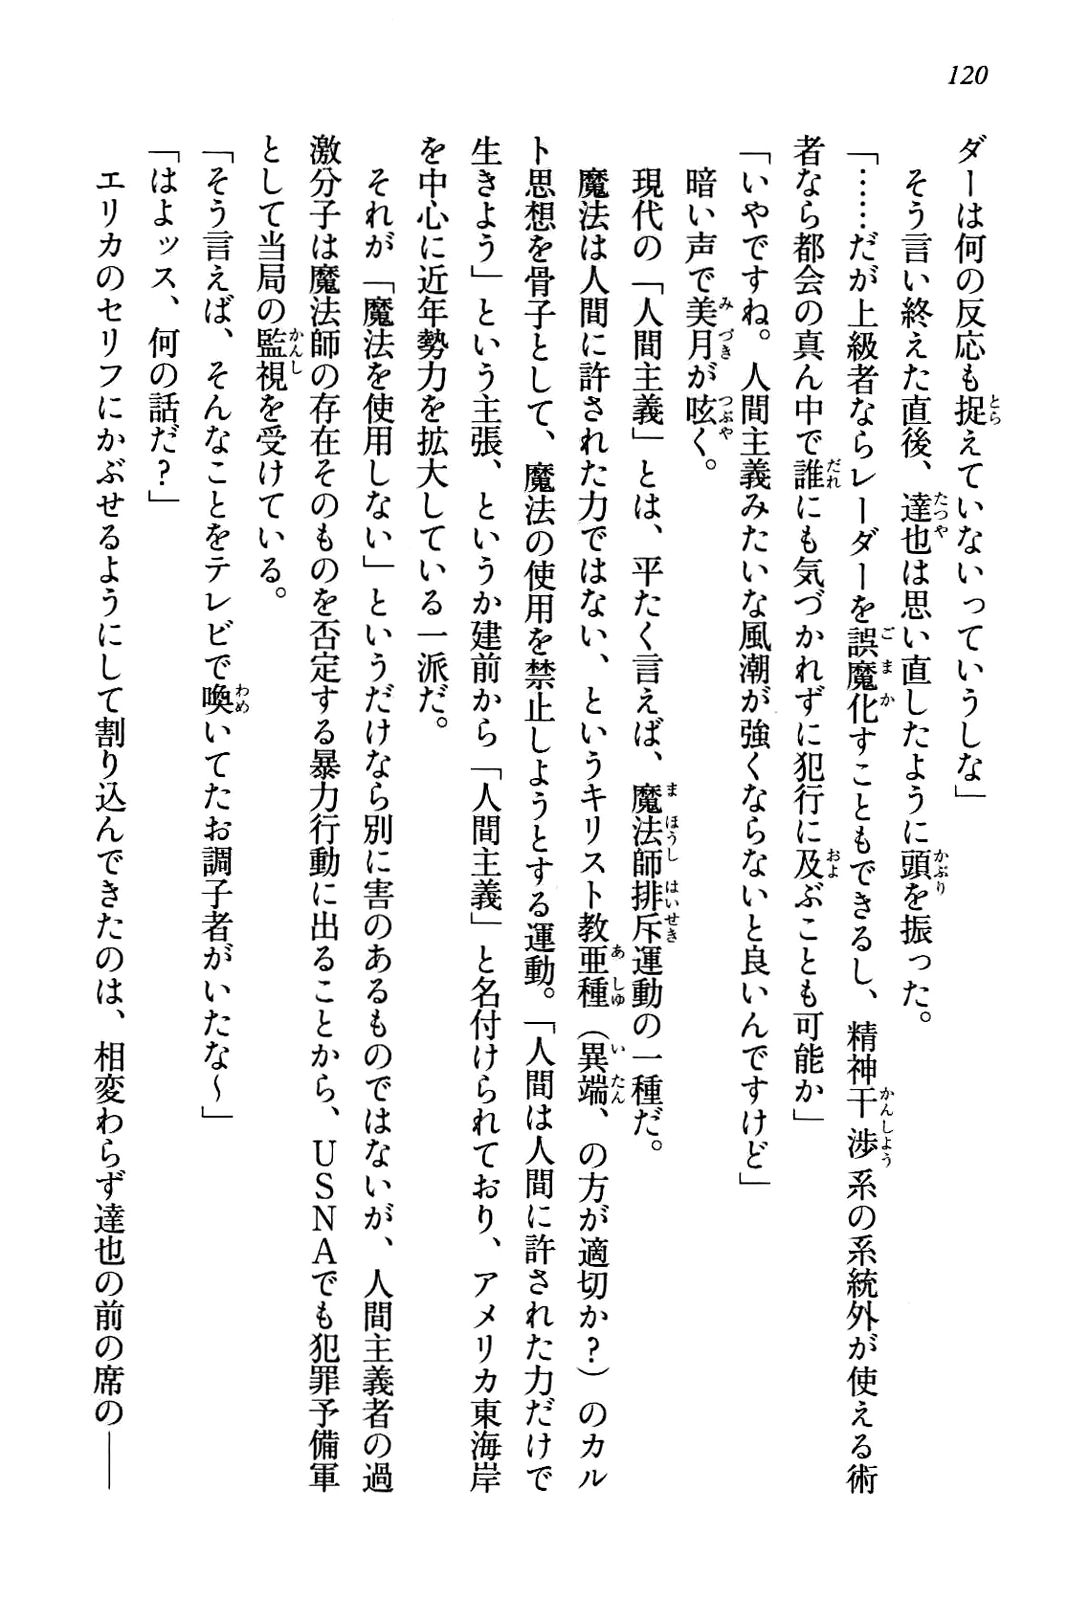 120
ダーは何の反応も捉えていないっていうしな」
そう言い終えた直後、達也は思い直したように頭を振った。
「……だが上級者ならレーダーを誤魔化すこともできるし、精神干渉系の系統外が使える術
者なら都会の真ん中で誰にも気づかれずに犯行に及ぶことも可能か」
「いやですね。人間主義みたいな風潮が強くならないと良いんですけど」
暗い声で美月が呟く。
現代の「人間主義」とは、平たく言えば、魔法師排斥運動の一種だ。
魔法は人間に許された力ではない、というキリスト教亜種（異端、の方が適切か？）のカル
ト思想を骨子として、魔法の使用を禁止しようとする運動。「人間は人間に許された力だけで
生きよう」という主張、というか建前から「人間主義」と名付けられており、アメリカ東海岸
を中心に近年勢力を拡大している一派だ。
それが「魔法を使用しない」というだけなら別に害のあるものではないが、人間主義者の過
激分子は魔法師の存在そのものを否定する暴力行動に出ることから、ＵＳＮＡでも犯罪予備軍
として当局の監視を受けている。
「そう言えば、そんなことをテレビで喚いてたお調子者がいたな～」
「はよッス、何の話だ？」
エリカのセリフにかぶせるようにして割り込んできたのは、相変わらず達也の前の席の――